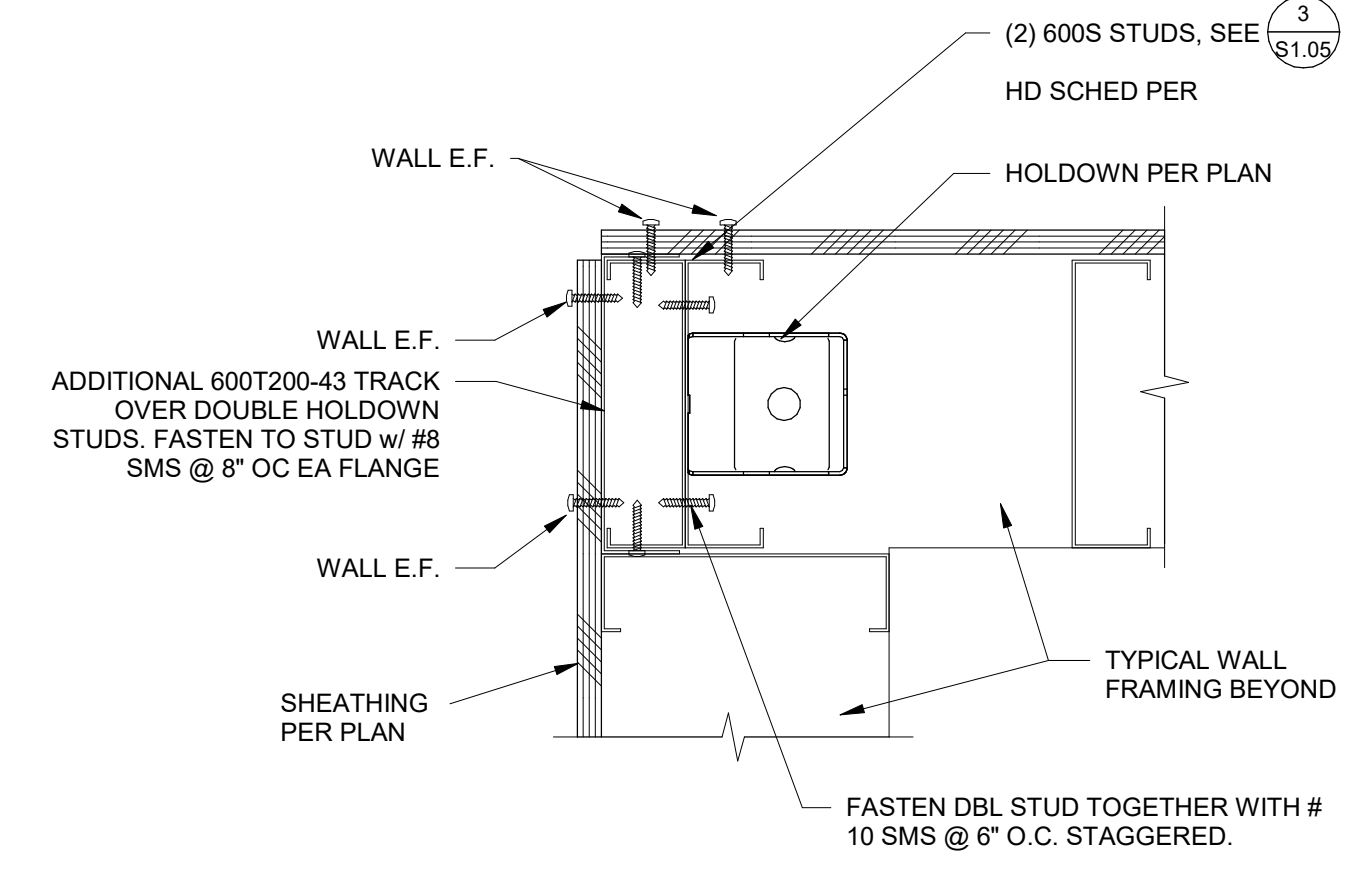 (2) 600S STUDS, SEE
3
S1.05
HD SCHED PER
WALL E.F.
HOLDOWN PER PLAN
WALL E.F.
ADDITIONAL 600T200-43 TRACK
OVER DOUBLE HOLDOWN
STUDS. FASTEN TO STUD w/ #8
SMS @ 8" OC EA FLANGE
WALL E.F.
SHEATHING
PER PLAN
TYPICAL WALL
FRAMING BEYOND
FASTEN DBL STUD TOGETHER WITH #
10 SMS @ 6" O.C. STAGGERED.